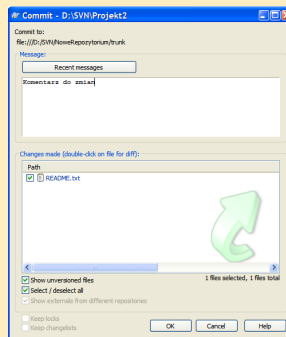 Commit - D:\SVN\Projekt2
Commit to:
file:///D:/SVN/NoweRepozytorium/trunk
Message:
Recent messages
Komentarz do zmian
Changes made (double-click on file for diff):
Path
README.txt
Show unversioned files
1 files selected, 1 files total
Select / deselect all
Show externals from different repositories
Keep locks
Keep changelists
OK
Cancel
Help